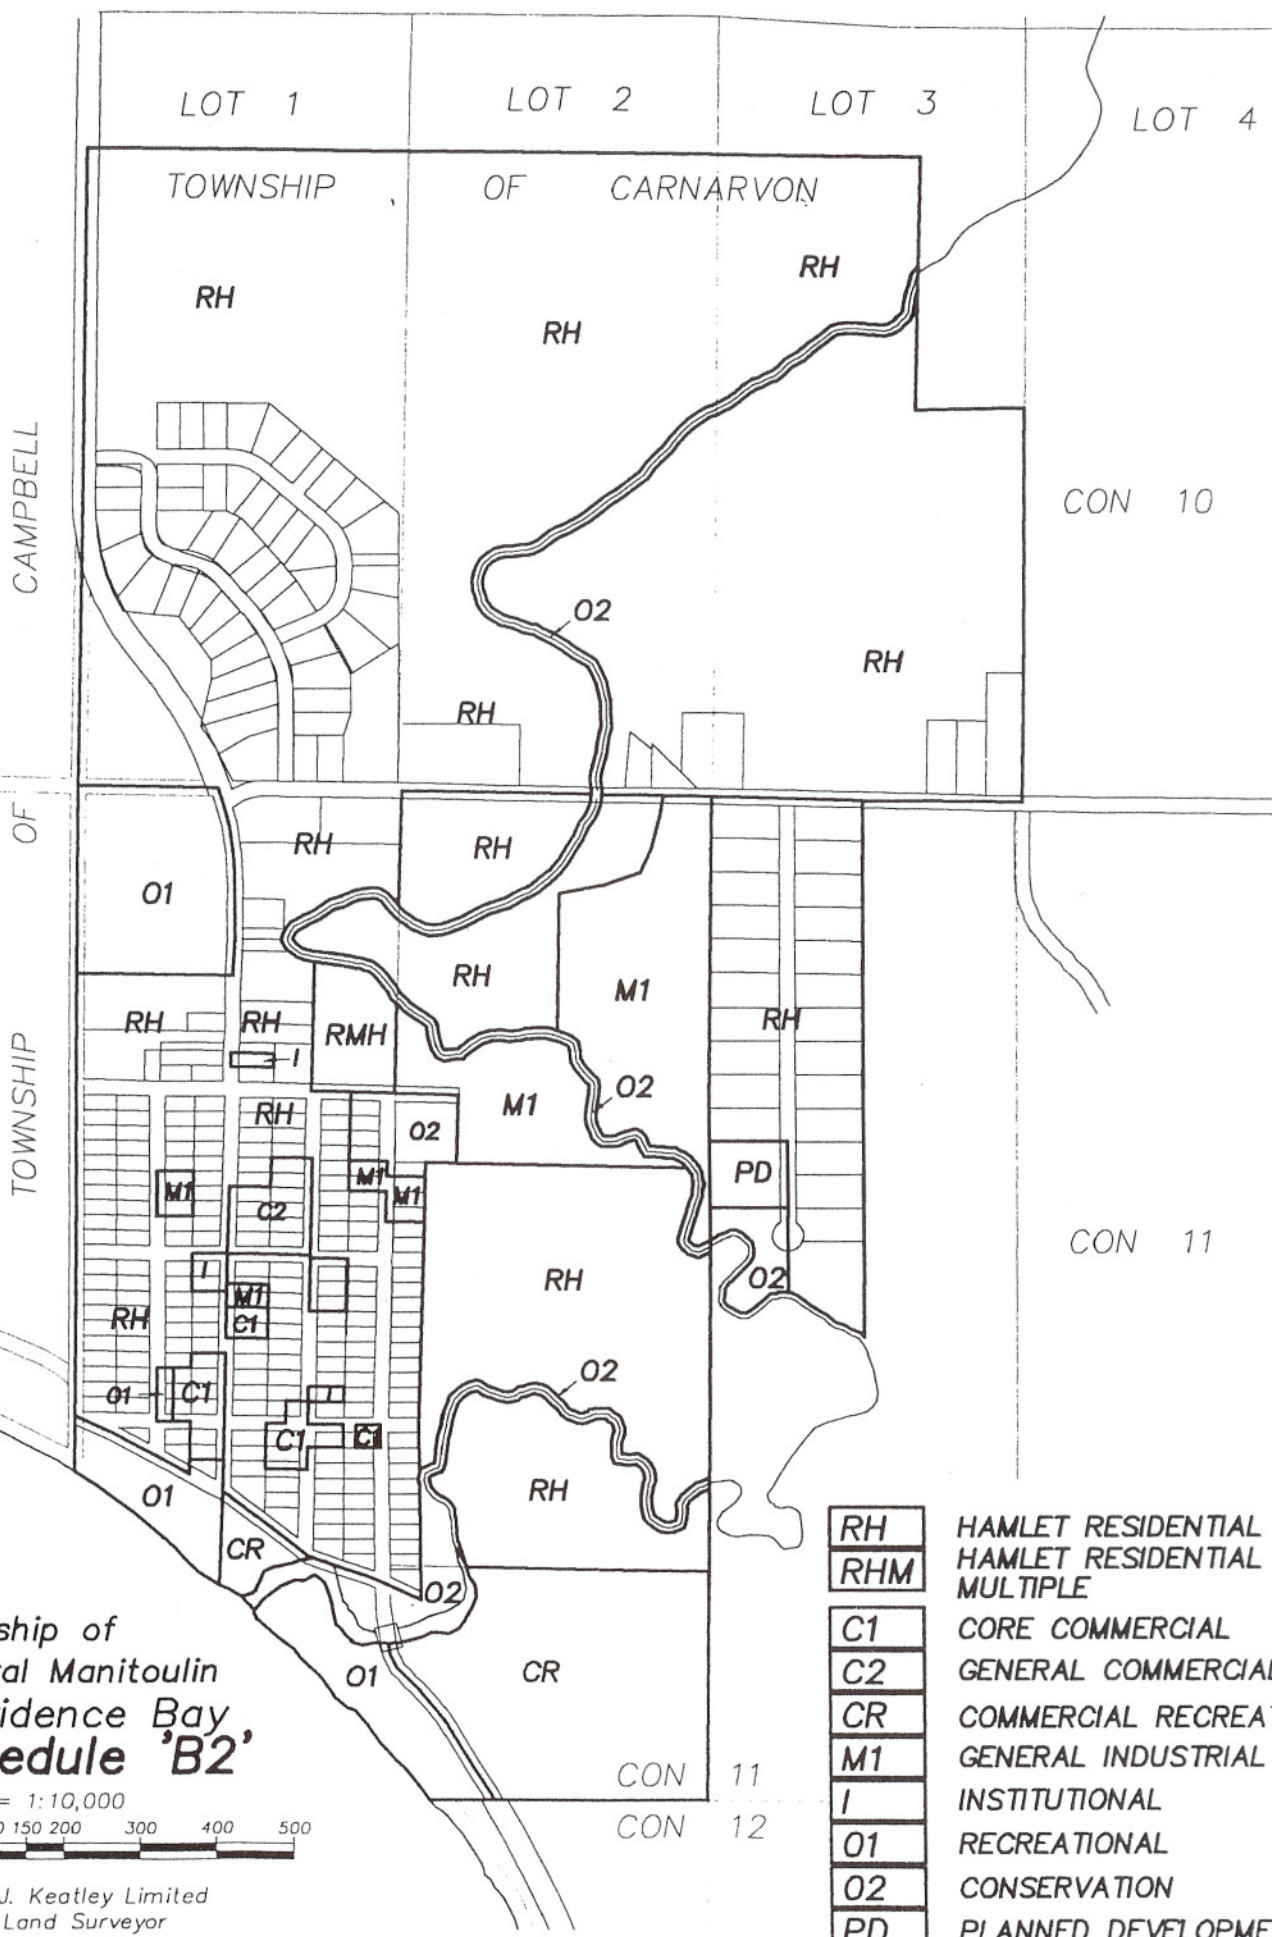 LOT 1
LOT 2
LOT 3
LOT 4
TOWNSHIP OF CARNARVON
RH
RH
RH
CAMPBELL
CON 10
O2
RH
RH
OF
RH
RH
O1
RH
M1
RH
RH
RH
RMH
I
TOWNSHIP
RH
M1
O2
O2
PD
M1
M1
M1
C2
CON 11
I
RH
O2
M1
RH
C1
O2
O1
C1
I
C1
C1
RH
O1
CR
O2
O1
CR
ship of
al Manitoulin
idence Bay
edule 'B2'
= 1:10,000
0 150 200 300 400 500
J. Keatley Limited
Land Surveyor
CON 11
CON 12
RH HAMLET RESIDENTIAL
RHM HAMLET RESIDENTIAL
MULTIPLE
C1 CORE COMMERCIAL
C2 GENERAL COMMERCIAL
CR COMMERCIAL RECREAT
M1 GENERAL INDUSTRIAL
I INSTITUTIONAL
O1 RECREATIONAL
O2 CONSERVATION
PD PLANNED DEVELOPME